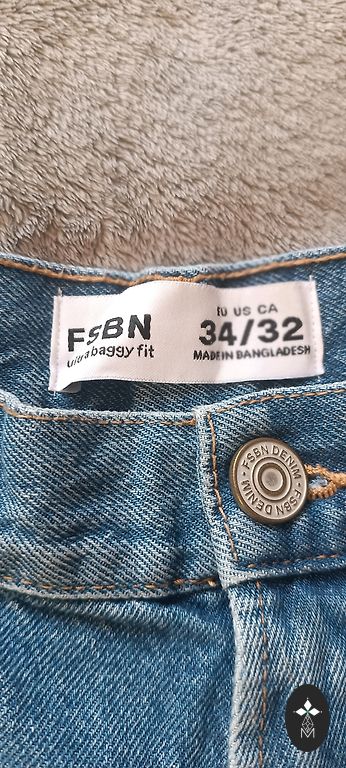 FSBN
ultra baggy fit
EU US CA
34/32
MADE IN BANGLADESH
FSBN DENIM · FSBN DENIM ·
M